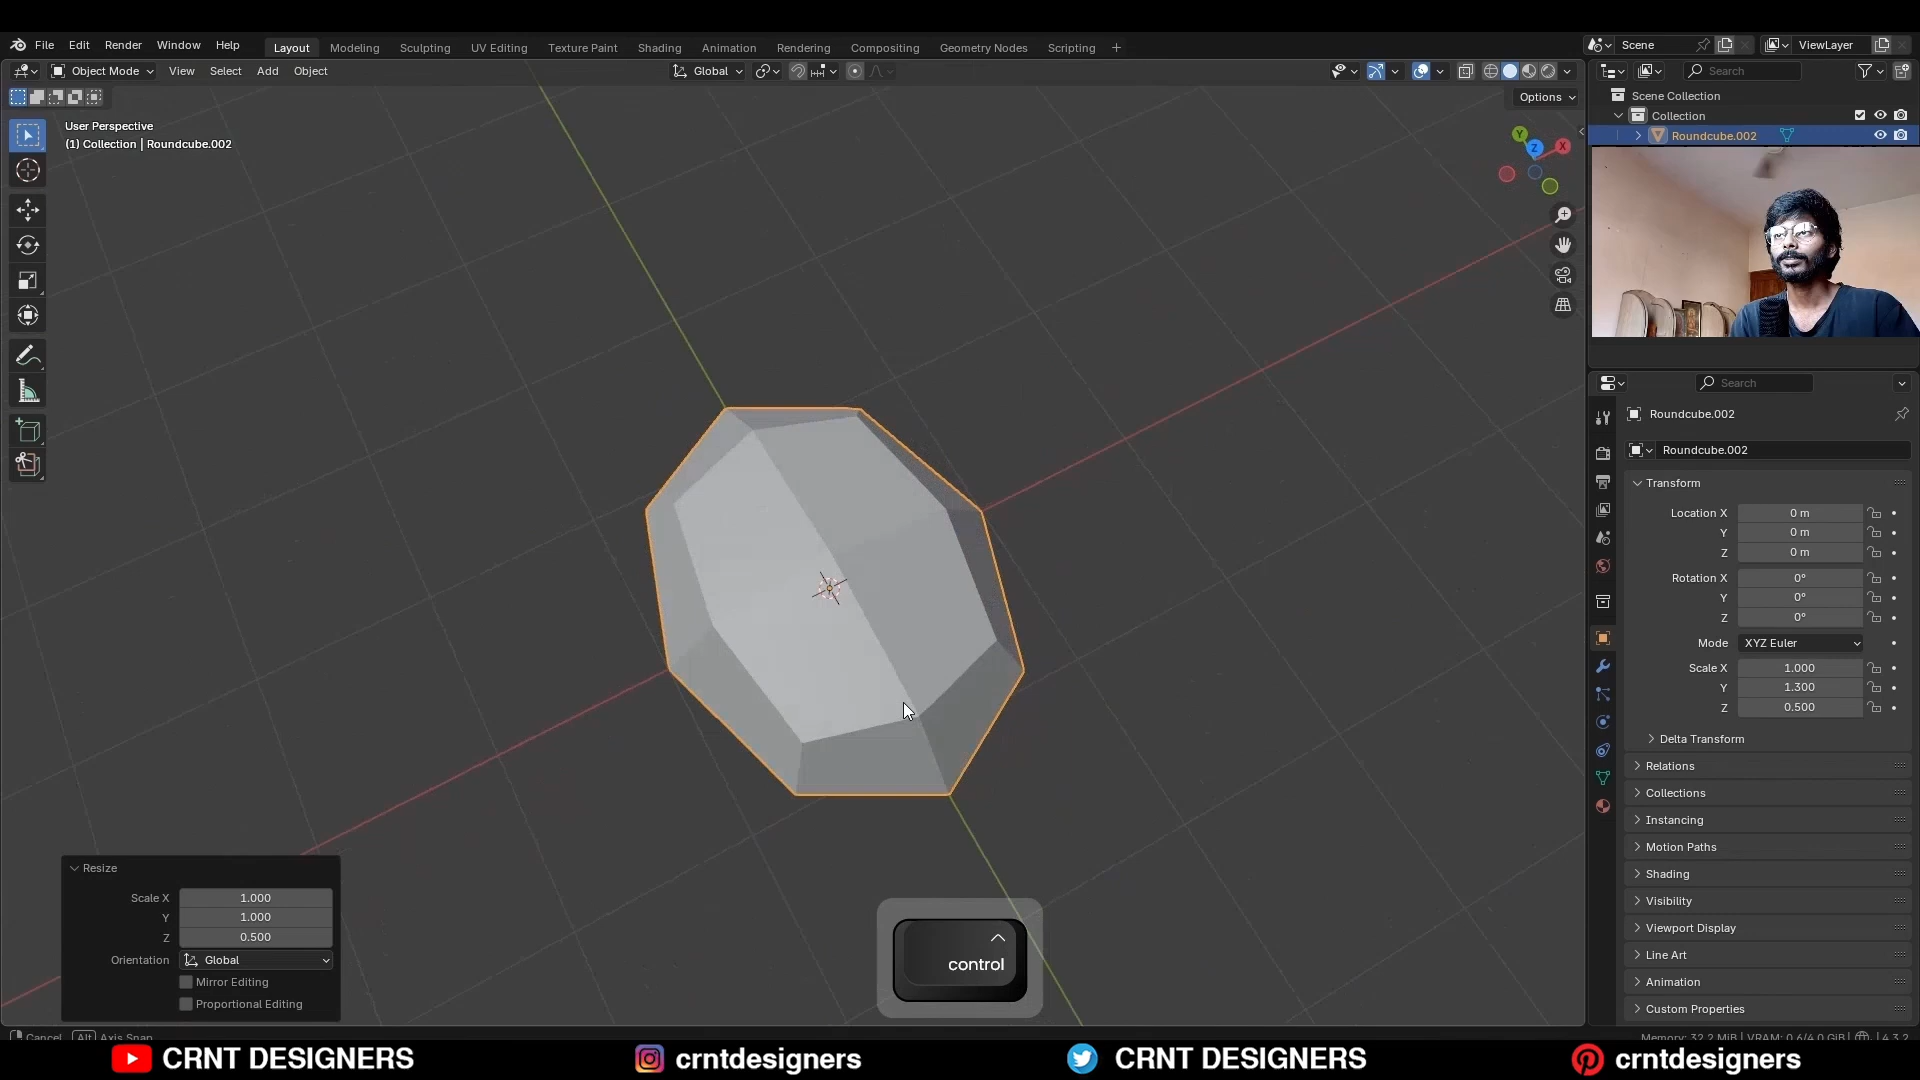 File Edit Render Window Help
Layout Modeling Sculpting UV Editing Texture Paint Shading Animation Rendering Compositing Geometry Nodes Scripting +
Scene
ViewLayer
Object Mode View Select Add Object
Global
Search
Options
User Perspective
(1) Collection | Roundcube.002
Y
Z
X
Scene Collection
Collection
Roundcube.002
Search
Roundcube.002
Roundcube.002
Transform
Location X 0 m
Y 0 m
Z 0 m
Rotation X 0°
Y 0°
Z 0°
Mode XYZ Euler
Scale X 1.000
Y 1.300
Z 0.500
Delta Transform
Relations
Collections
Instancing
Motion Paths
Shading
Visibility
Viewport Display
Line Art
Animation
Custom Properties
Resize
Scale X 1.000
Y 1.000
Z 0.500
Orientation Global
Mirror Editing
Proportional Editing
control
Cancel Alt Axis Snap
Memory: 32.2 MiB | VRAM: 0.6/4.0 GiB | 4.3.2
CRNT DESIGNERS
crntdesigners
CRNT DESIGNERS
crntdesigners